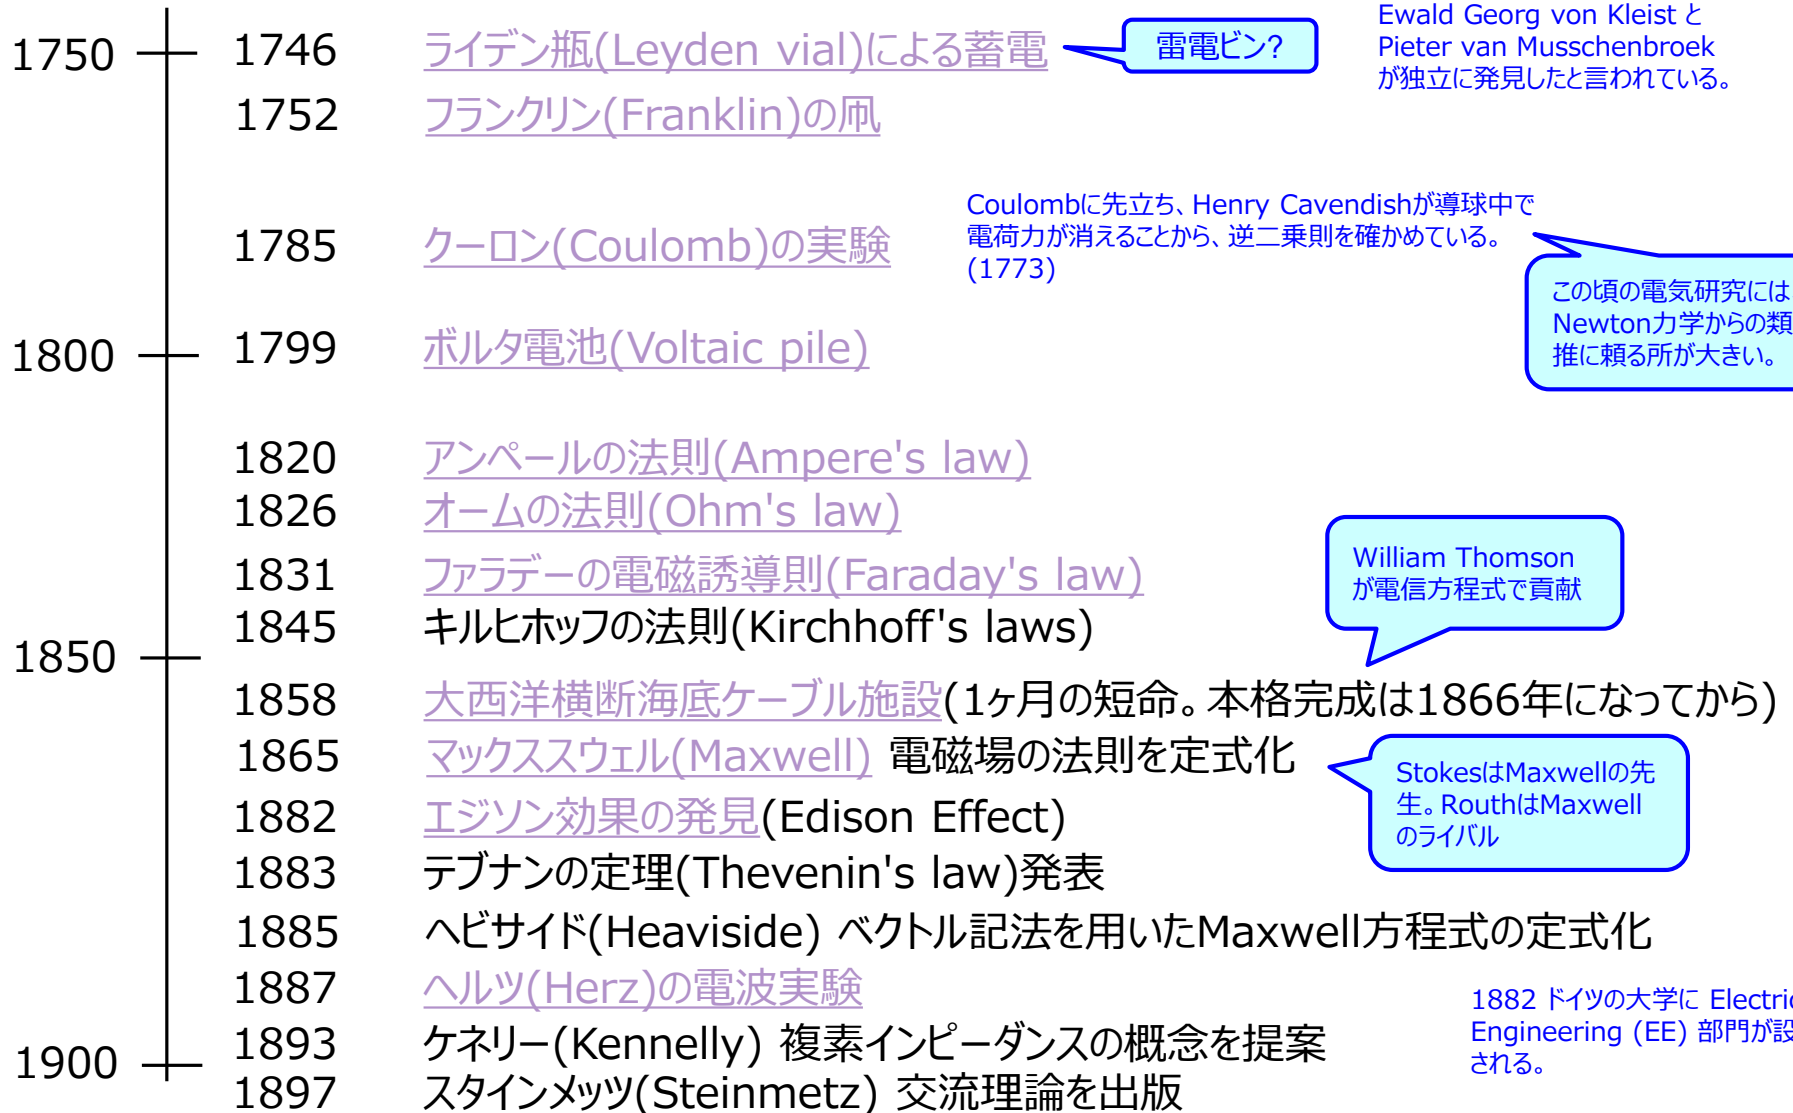 1750
1746 ライデン瓶(Leyden vial)による蓄電
雷電ビン?
Ewald Georg von Kleist と
Pieter van Musschenbroek
が独立に発見したと言われている。
1752 フランクリン(Franklin)の凧
Coulombに先立ち、Henry Cavendishが導球中で
電荷力が消えることから、逆二乗則を確かめている。
(1773)
1785 クーロン(Coulomb)の実験
この頃の電気研究には
Newton力学からの類
推に頼る所が大きい。
1800
1799 ボルタ電池(Voltaic pile)
1820 アンペールの法則(Ampere's law)
1826 オームの法則(Ohm's law)
1831 ファラデーの電磁誘導則(Faraday's law)
William Thomson
が電信方程式で貢献
1845 キルヒホッフの法則(Kirchhoff's laws)
1850
1858 大西洋横断海底ケーブル施設(1ヶ月の短命。本格完成は1866年になってから)
1865 マックススウェル(Maxwell) 電磁場の法則を定式化
StokesはMaxwellの先
生。RouthはMaxwell
のライバル
1882 エジソン効果の発見(Edison Effect)
1883 テブナンの定理(Thevenin's law)発表
1885 ヘビサイド(Heaviside) ベクトル記法を用いたMaxwell方程式の定式化
1887 ヘルツ(Herz)の電波実験
1882 ドイツの大学に Electric
Engineering (EE) 部門が設
される。
1893 ケネリー(Kennelly) 複素インピーダンスの概念を提案
1900
1897 スタインメッツ(Steinmetz) 交流理論を出版